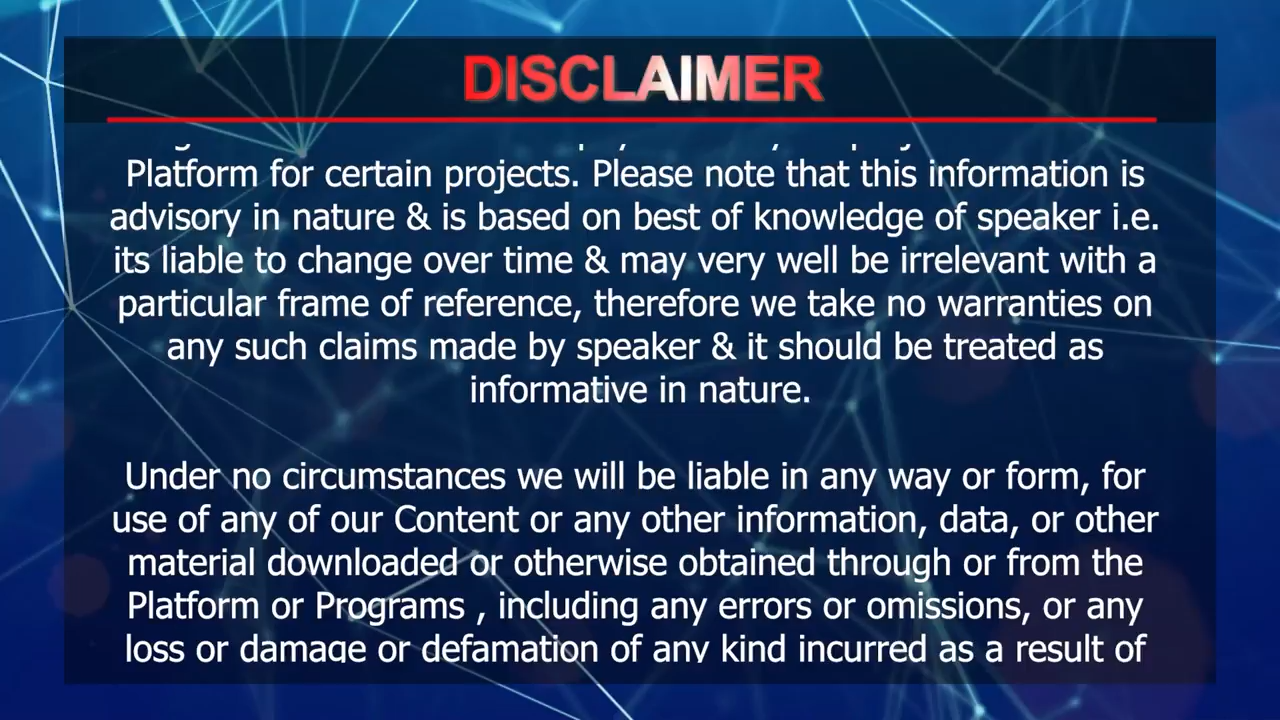 DISCLAIMER
Platform for certain projects. Please note that this information is
advisory in nature & is based on best of knowledge of speaker i.e.
its liable to change over time & may very well be irrelevant with a
particular frame of reference, therefore we take no warranties on
any such claims made by speaker & it should be treated as
informative in nature.
Under no circumstances we will be liable in any way or form, for
use of any of our Content or any other information, data, or other
material downloaded or otherwise obtained through or from the
Platform or Programs , including any errors or omissions, or any
loss or damage or defamation of any kind incurred as a result of